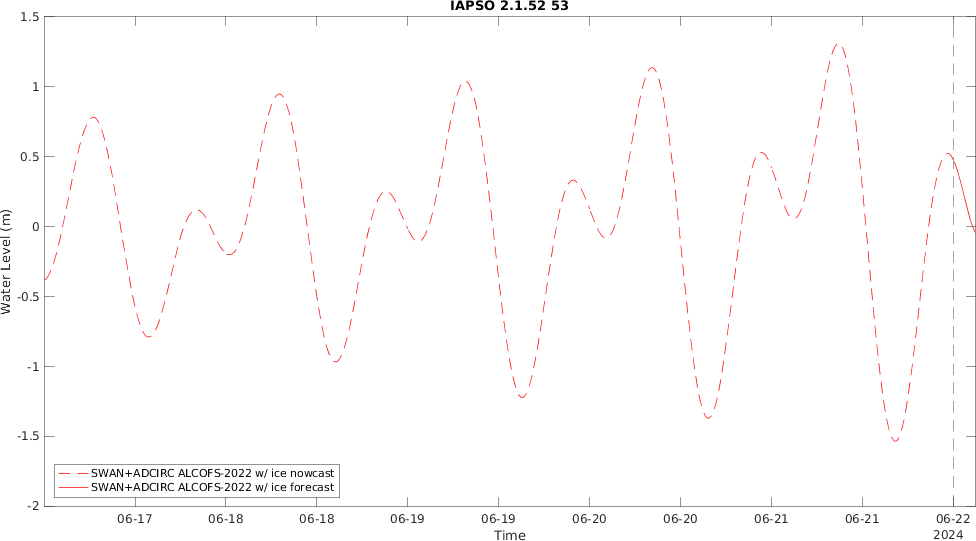 IAPSO 2.1.52 53
1.5
1
0.5
0
-0.5
-1
-1.5
-2
Water Level (m)
SWAN+ADCIRC ALCOFS-2022 w/ ice nowcast
SWAN+ADCIRC ALCOFS-2022 w/ ice forecast
06-17 06-18 06-18 06-19 06-19 06-20 06-20 06-21 06-21 06-22
2024
Time